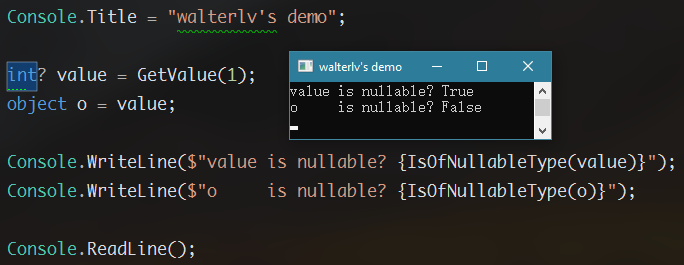 Console.Title = "walterlv's demo";
int? value = GetValue(1);
object o = value;
walterlv's demo
value is nullable? True
o     is nullable? False
Console.WriteLine($"value is nullable? {IsOfNullableType(value)}");
Console.WriteLine($"o     is nullable? {IsOfNullableType(o)}");
Console.ReadLine();